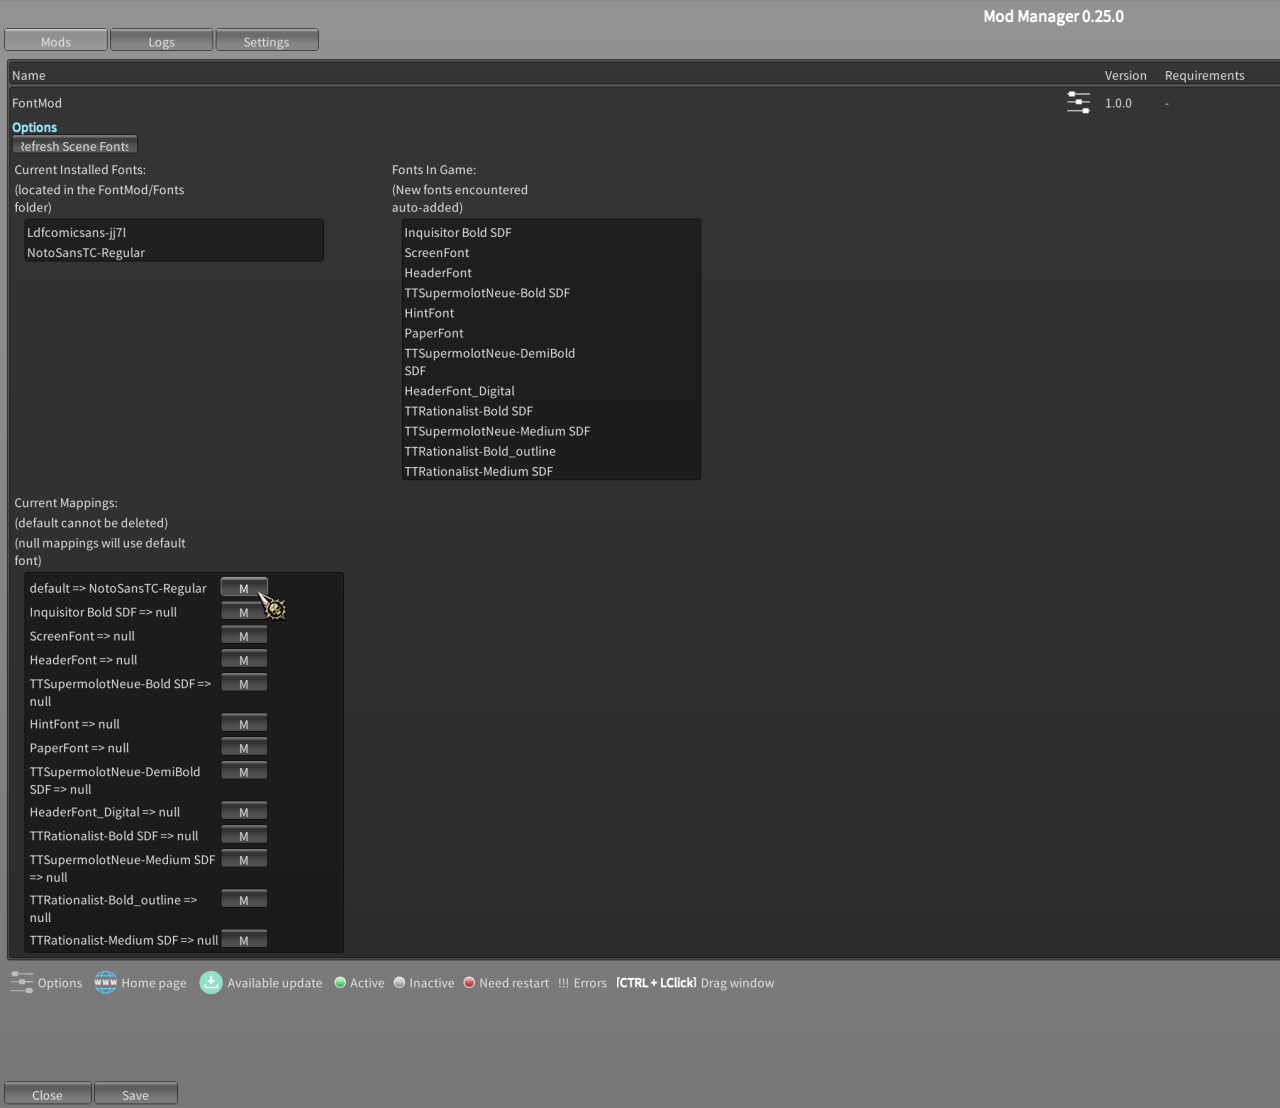 Mod Manager 0.25.0
Mods
Logs
Settings
Name
Version
Requirements
FontMod
1.0.0
-
Options
Refresh Scene Fonts
Current Installed Fonts:
(located in the FontMod/Fonts
folder)
Ldfcomicsans-jj7l
NotoSansTC-Regular
Fonts In Game:
(New fonts encountered
auto-added)
Inquisitor Bold SDF
ScreenFont
HeaderFont
TTSupermolotNeue-Bold SDF
HintFont
PaperFont
TTSupermolotNeue-DemiBold
SDF
HeaderFont_Digital
TTRationalist-Bold SDF
TTSupermolotNeue-Medium SDF
TTRationalist-Bold_outline
TTRationalist-Medium SDF
Current Mappings:
(default cannot be deleted)
(null mappings will use default
font)
default => NotoSansTC-Regular M
Inquisitor Bold SDF => null M
ScreenFont => null M
HeaderFont => null M
TTSupermolotNeue-Bold SDF => M
null
HintFont => null M
PaperFont => null M
TTSupermolotNeue-DemiBold M
SDF => null
HeaderFont_Digital => null M
TTRationalist-Bold SDF => null M
TTSupermolotNeue-Medium SDF M
=> null
TTRationalist-Bold_outline => M
null
TTRationalist-Medium SDF => null M
Options
www Home page
Available update
Active
Inactive
Need restart
!!! Errors
[CTRL + LClick] Drag window
Close
Save